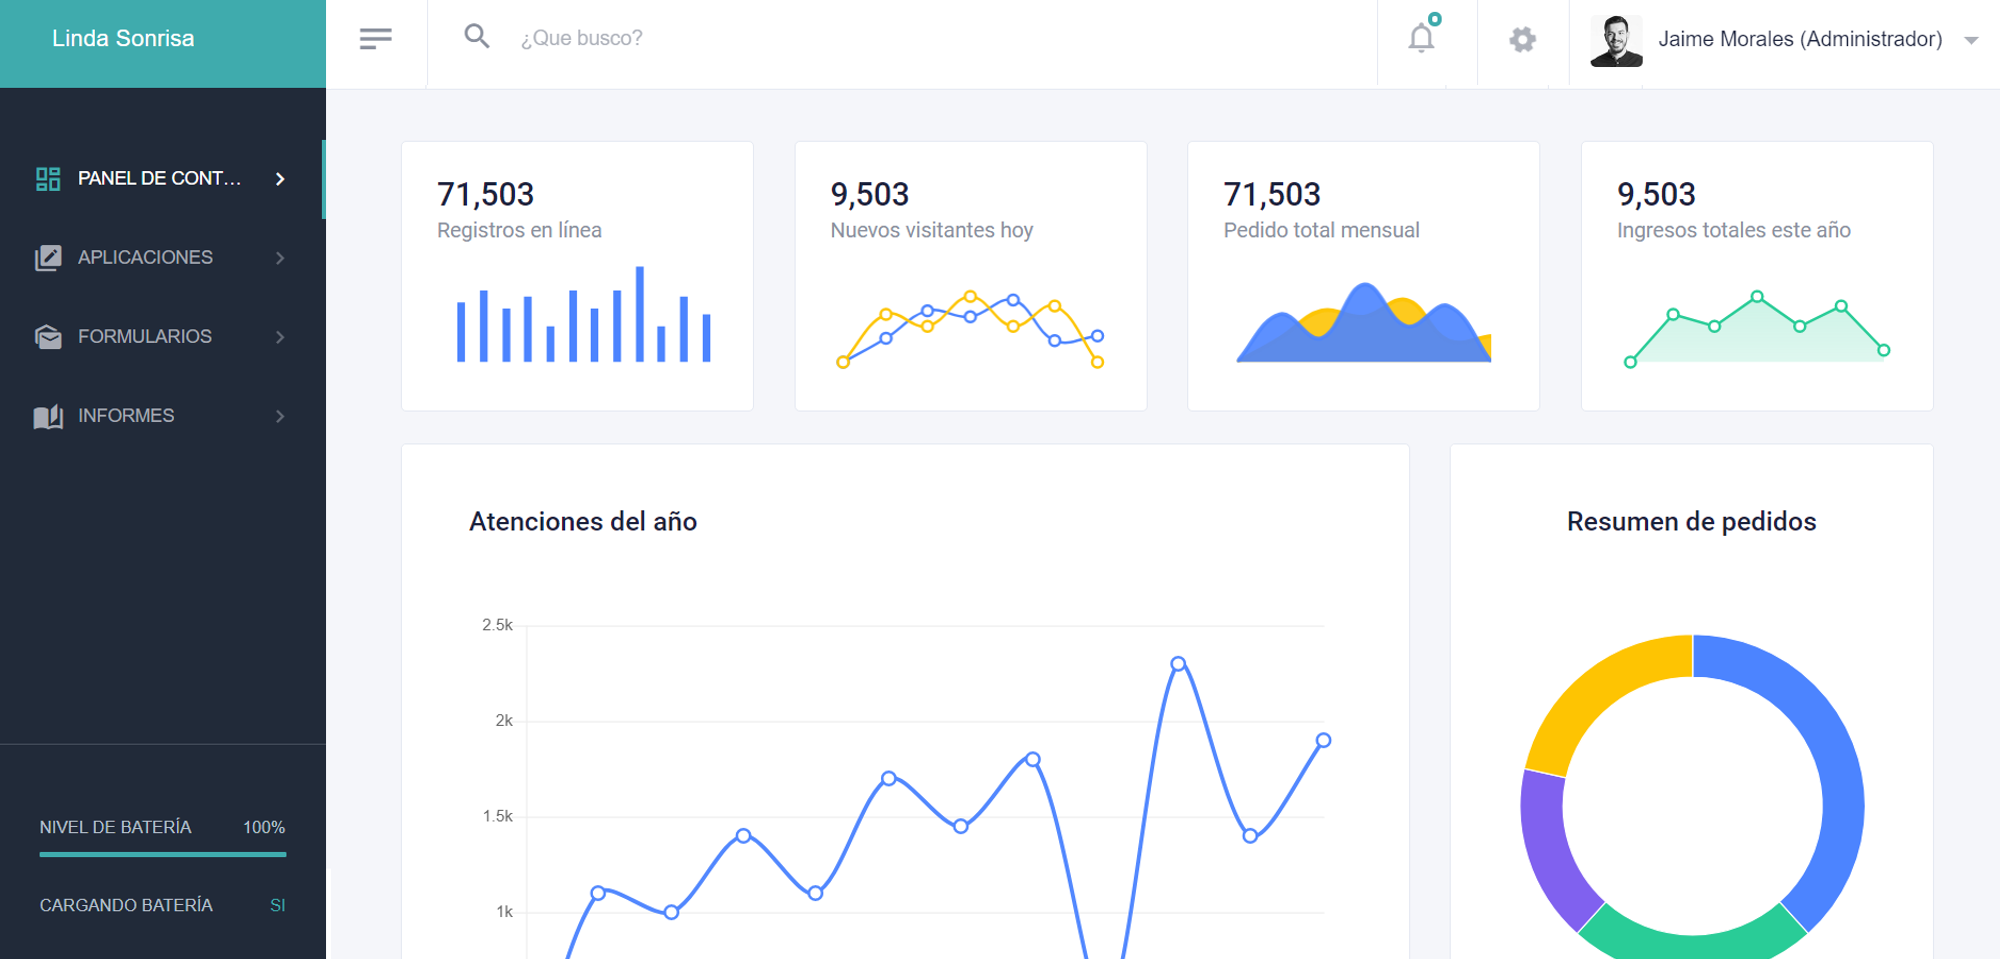 Linda Sonrisa
¿Que busco?
Jaime Morales (Administrador)
PANEL DE CONT...
APLICACIONES
FORMULARIOS
INFORMES
NIVEL DE BATERÍA 100%
CARGANDO BATERÍA SI
71,503
Registros en línea
9,503
Nuevos visitantes hoy
71,503
Pedido total mensual
9,503
Ingresos totales este año
Atenciones del año
2.5k
2k
1.5k
1k
Resumen de pedidos